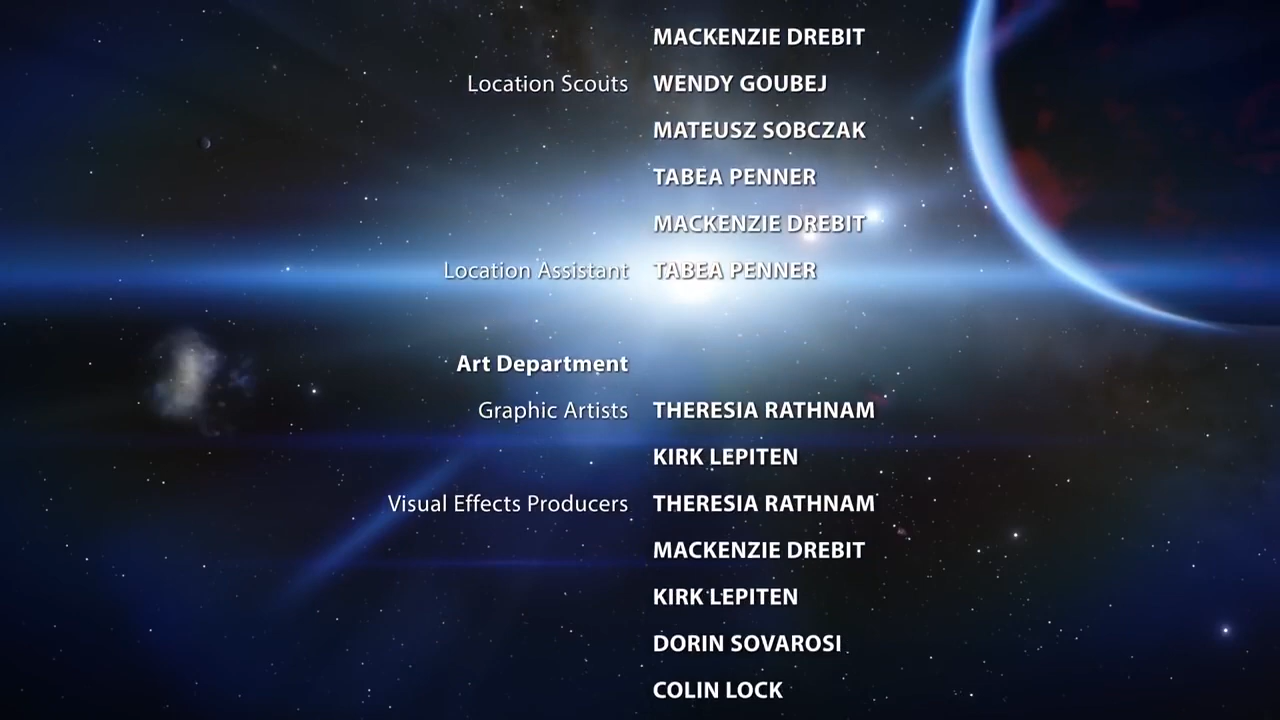 MACKENZIE DREBIT
Location Scouts WENDY GOUBEJ
MATEUSZ SOBCZAK
TABEA PENNER
MACKENZIE DREBIT
Location Assistant TABEA PENNER
Art Department
Graphic Artists THERESIA RATHNAM
KIRK LEPITEN
Visual Effects Producers THERESIA RATHNAM
MACKENZIE DREBIT
KIRK LEPITEN
DORIN SOVAROSI
COLIN LOCK